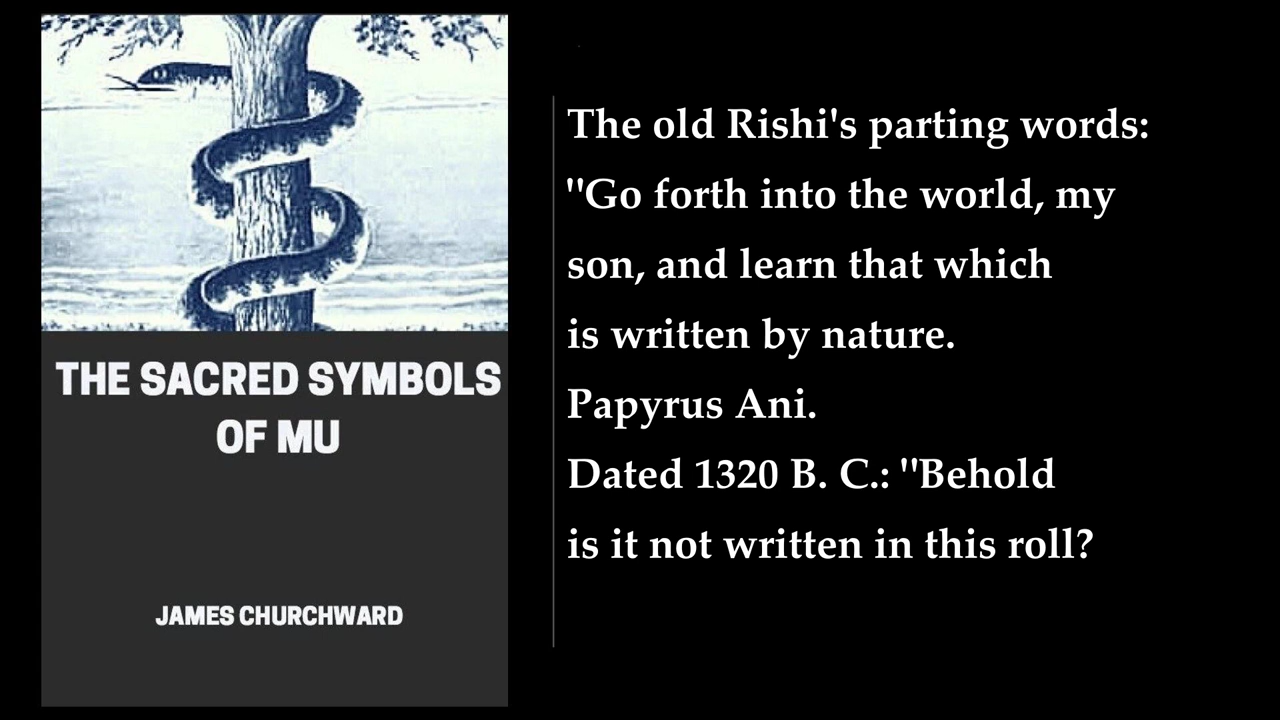 THE SACRED SYMBOLS
OF MU
JAMES CHURCHWARD
The old Rishi's parting words:
"Go forth into the world, my
son, and learn that which
is written by nature.
Papyrus Ani.
Dated 1320 B. C.: "Behold
is it not written in this roll?